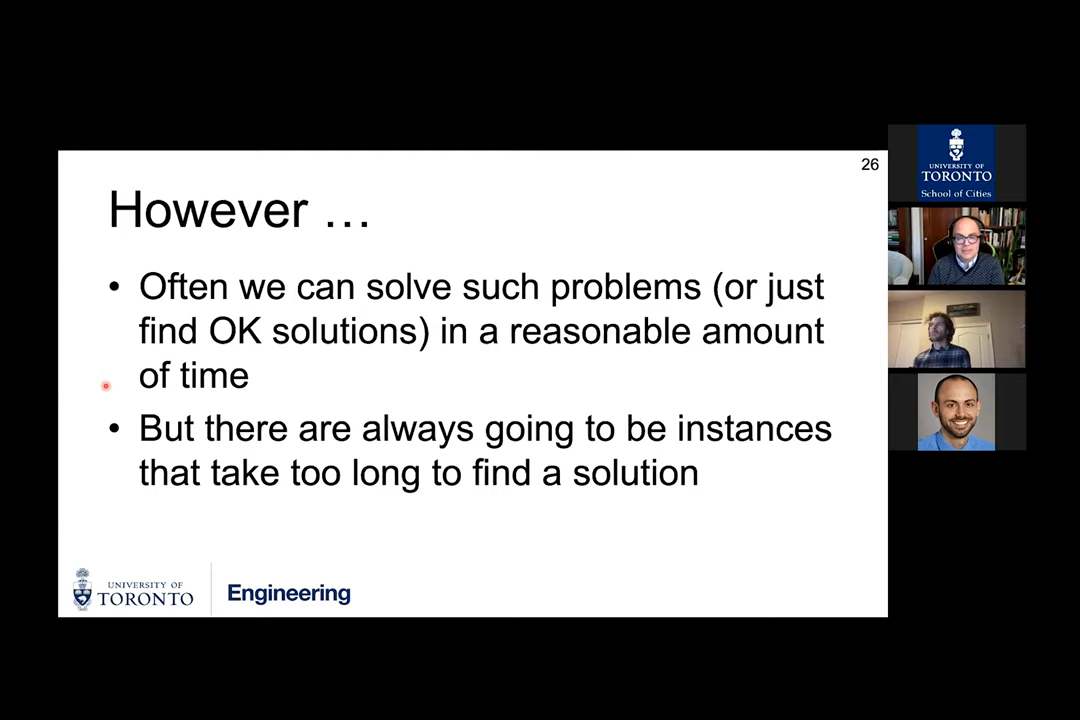 26
However …
• Often we can solve such problems (or just
find OK solutions) in a reasonable amount
of time
• But there are always going to be instances
that take too long to find a solution
UNIVERSITY OF
TORONTO
Engineering
UNIVERSITY OF
TORONTO
School of Cities